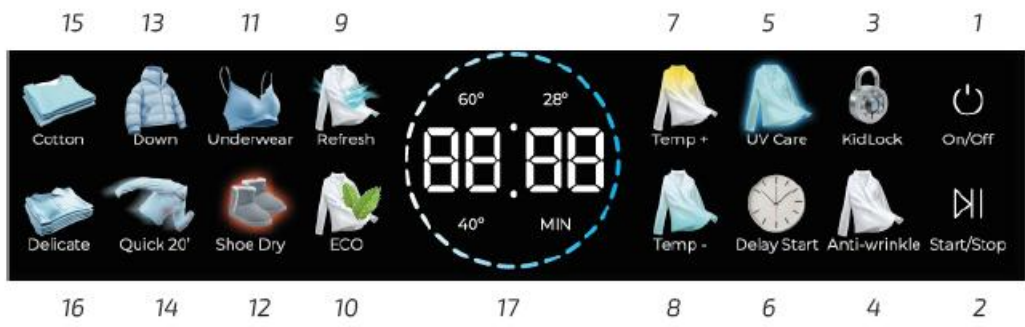 15 13 11 9 7 5 3 1
60° 28°
Cotton Down Underwear Refresh 88:88 Temp + UV Care KidLock On/Off
40° MIN
Delicate Quick 20' Shoe Dry ECO Temp - Delay Start Anti-wrinkle Start/Stop
16 14 12 10 17 8 6 4 2